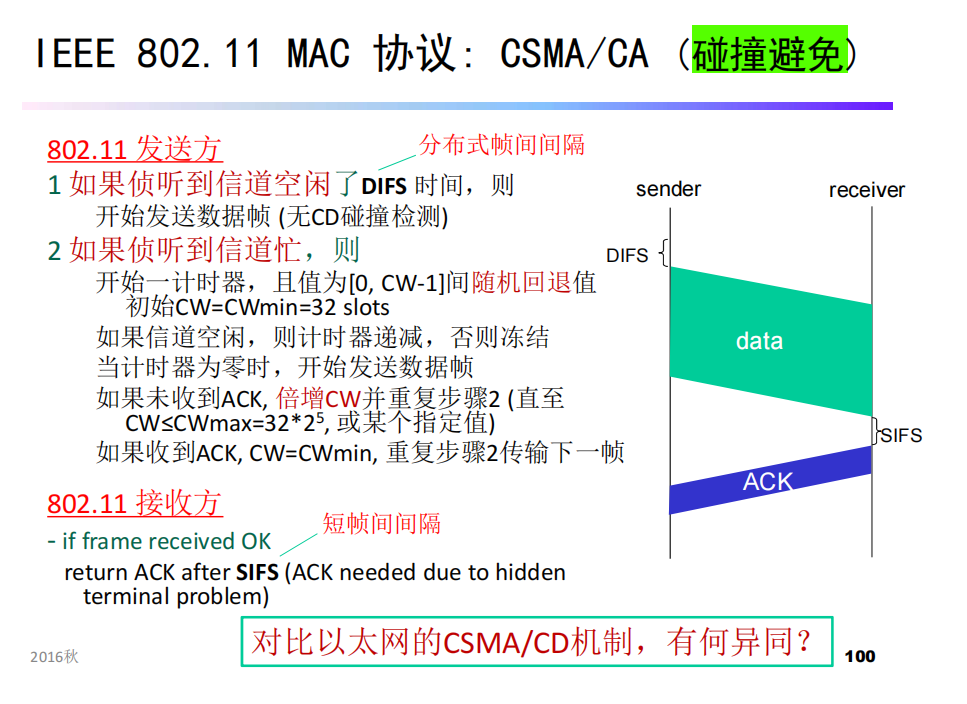 IEEE 802.11 MAC 协议: CSMA/CA (碰撞避免)
802.11 发送方
分布式帧间间隔
1 如果侦听到信道空闲了DIFS 时间，则
开始发送数据帧 (无CD碰撞检测)
2 如果侦听到信道忙，则
开始一计时器，且值为[0, CW-1]间随机回退值
初始CW=CWmin=32 slots
如果信道空闲，则计时器递减，否则冻结
当计时器为零时，开始发送数据帧
如果未收到ACK, 倍增CW并重复步骤2 (直至
CW≤CWmax=32*2⁵, 或某个指定值)
如果收到ACK, CW=CWmin, 重复步骤2传输下一帧
802.11 接收方
短帧间间隔
- if frame received OK
return ACK after SIFS (ACK needed due to hidden
terminal problem)
sender
receiver
DIFS
data
SIFS
ACK
对比以太网的CSMA/CD机制，有何异同？
2016秋
100